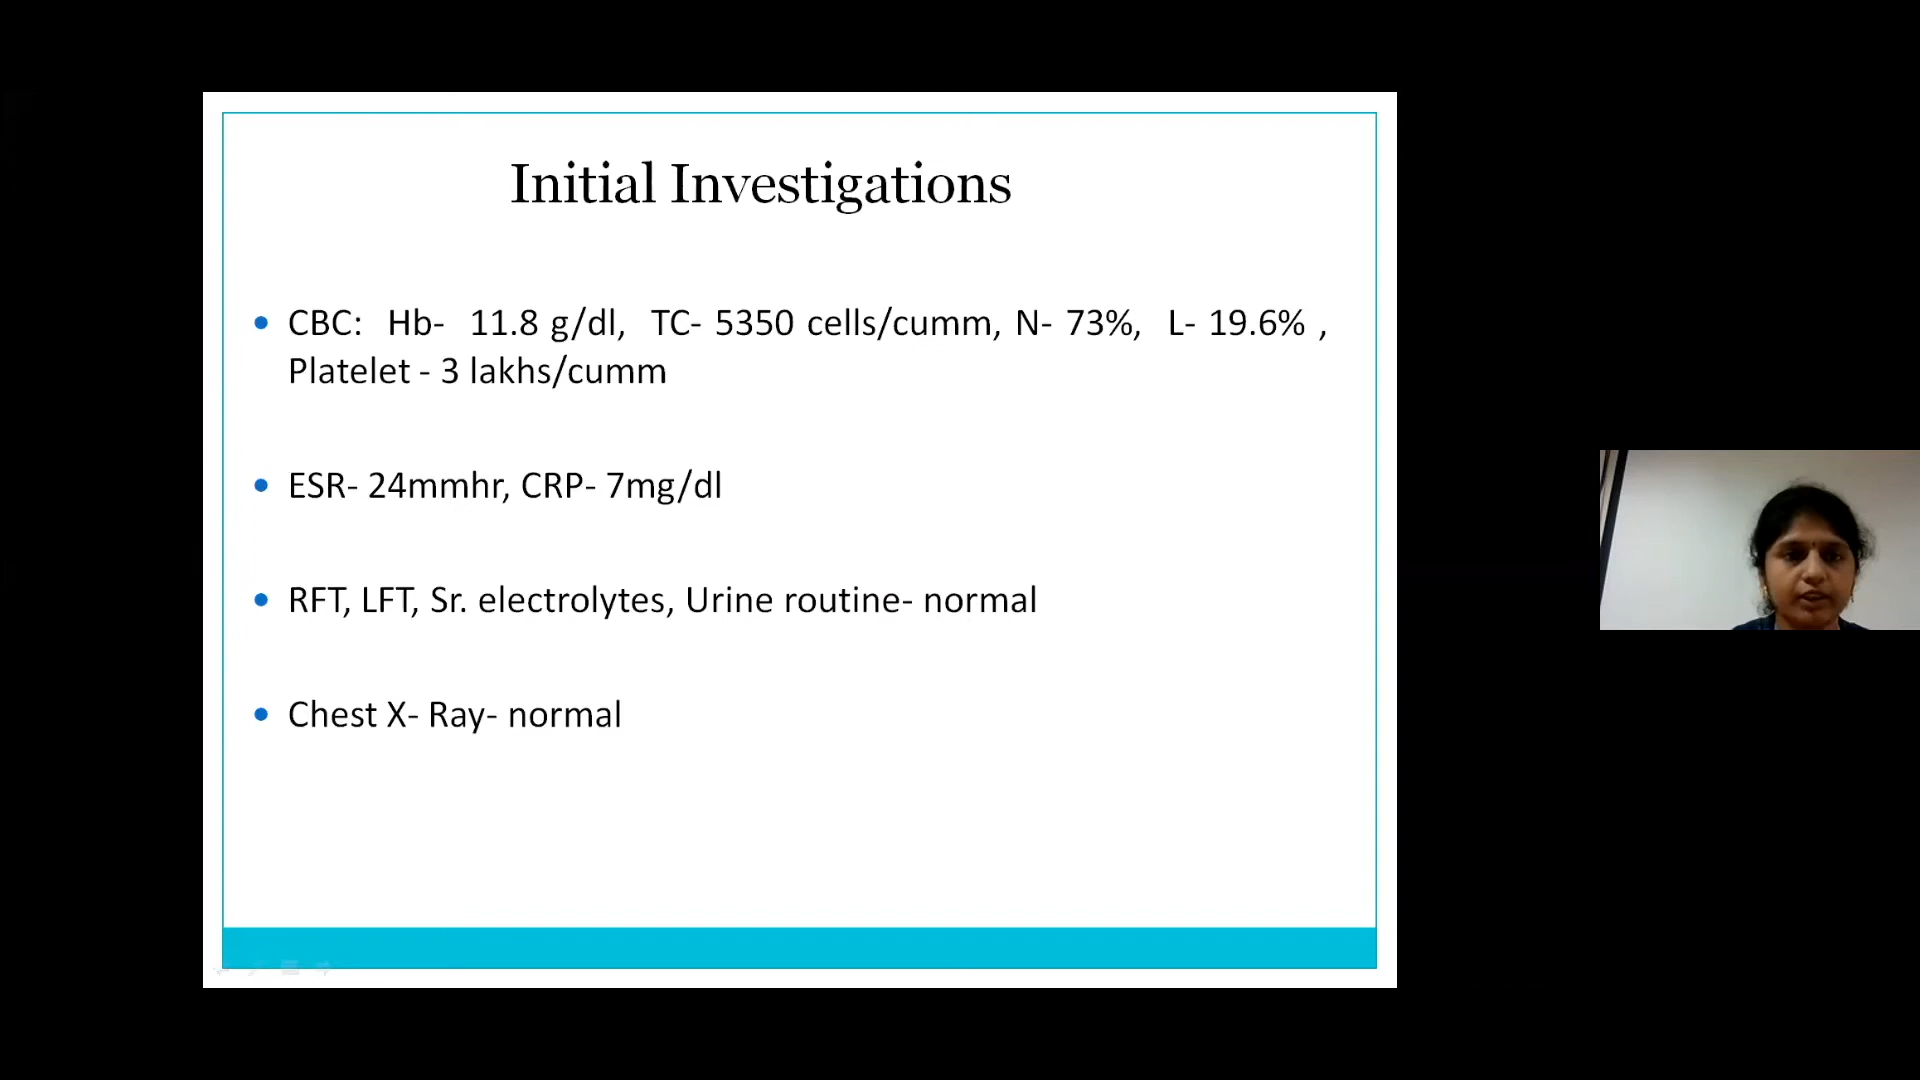 Initial Investigations
CBC: Hb- 11.8 g/dl, TC- 5350 cells/cumm, N- 73%, L- 19.6% ,
Platelet - 3 lakhs/cumm
ESR- 24mmhr, CRP- 7mg/dl
RFT, LFT, Sr. electrolytes, Urine routine- normal
Chest X- Ray- normal